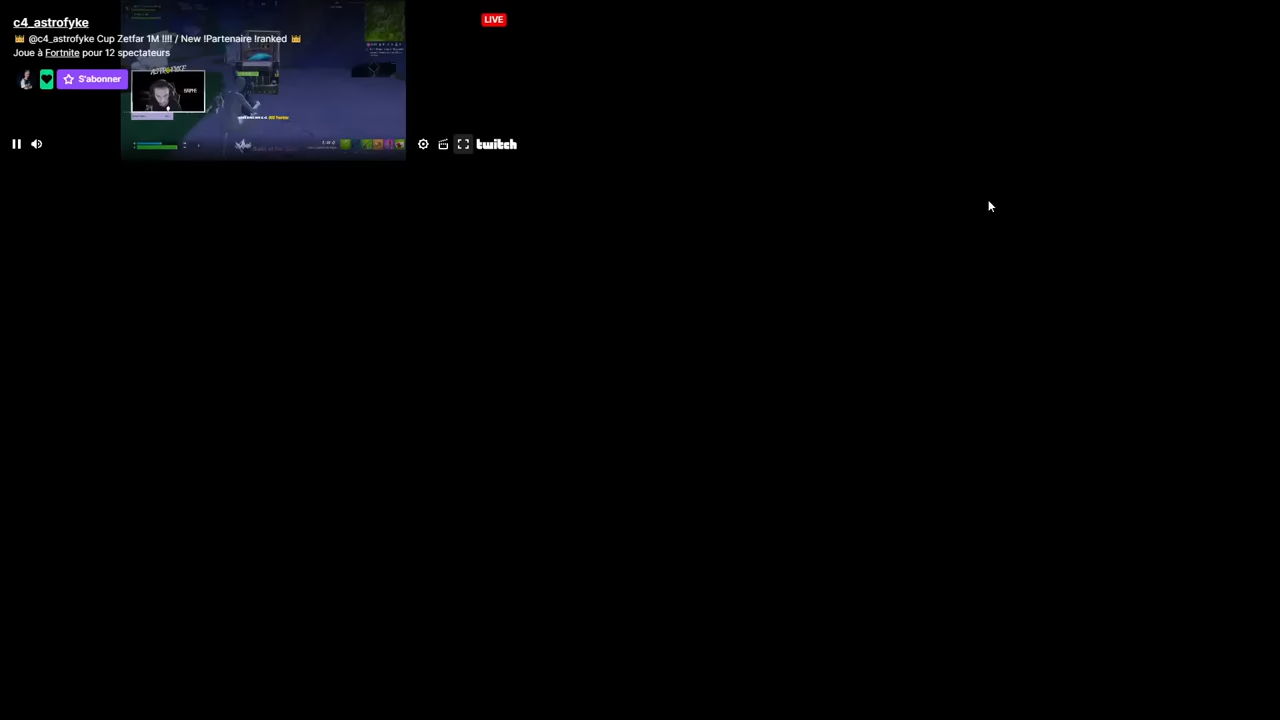 c4_astrofyke
LIVE
👑 @c4_astrofyke Cup Zetfar 1M !!!! / New !Partenaire !ranked 👑
Joue à Fortnite pour 12 spectateurs
S'abonner
twitch